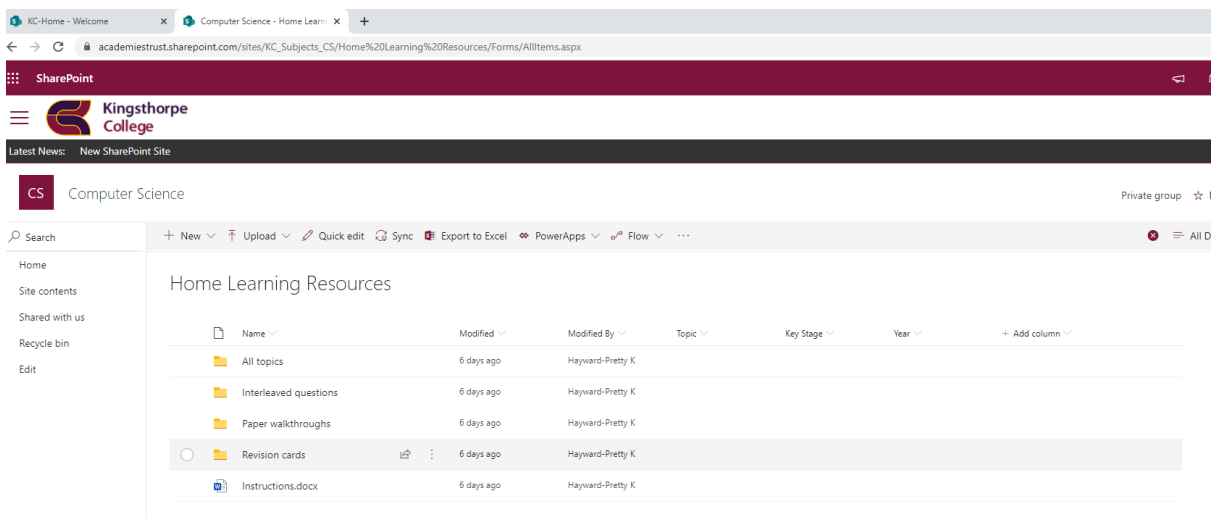 KC-Home - Welcome Computer Science - Home Learn
academiestrust.sharepoint.com/sites/KC_Subjects_CS/Home%20Learning%20Resources/Forms/AllItems.aspx
SharePoint
Kingsthorpe
College
Latest News: New SharePoint Site
CS Computer Science Private group
Search + New Upload Quick edit Sync Export to Excel PowerApps Flow ... All D
Home
Site contents
Shared with us
Recycle bin
Edit
Home Learning Resources
Name Modified Modified By Topic Key Stage Year + Add column
All topics 6 days ago Hayward-Pretty K
Interleaved questions 6 days ago Hayward-Pretty K
Paper walkthroughs 6 days ago Hayward-Pretty K
Revision cards 6 days ago Hayward-Pretty K
Instructions.docx 6 days ago Hayward-Pretty K